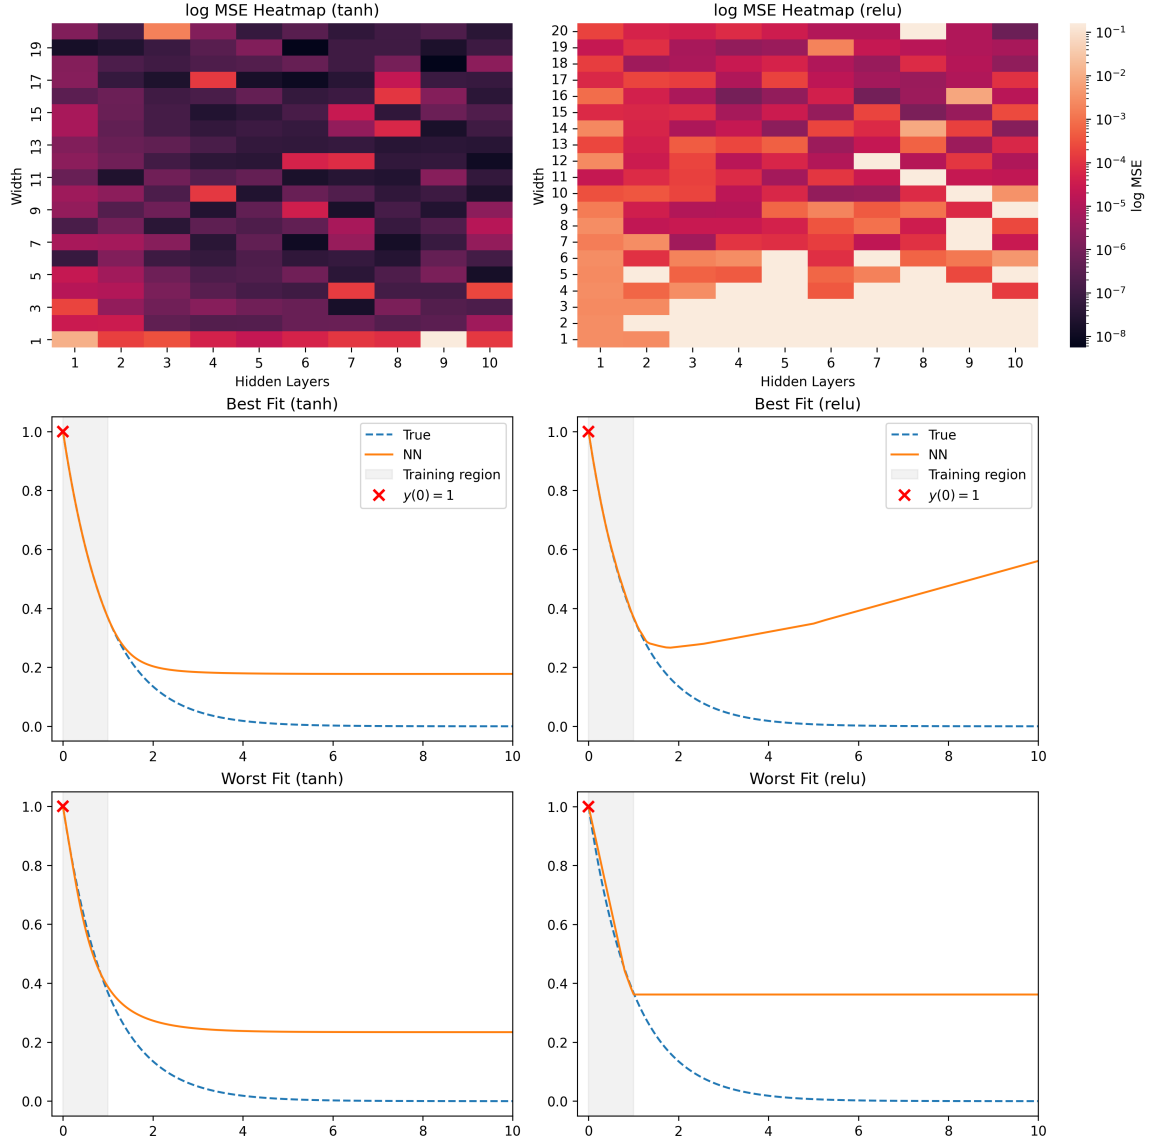 log MSE Heatmap (tanh)
19
17
15
13
11
9
7
5
3
1
Width
1 2 3 4 5 6 7 8 9 10
Hidden Layers
log MSE Heatmap (relu)
20
19
18
17
16
15
14
13
12
11
10
9
8
7
6
5
4
3
2
1
Width
1 2 3 4 5 6 7 8 9 10
Hidden Layers
10⁻¹
10⁻²
10⁻³
10⁻⁴
10⁻⁵
10⁻⁶
10⁻⁷
10⁻⁸
log MSE
Best Fit (tanh)
1.0
0.8
0.6
0.4
0.2
0.0
0 2 4 6 8 10
True
NN
Training region
y(0) = 1
Best Fit (relu)
1.0
0.8
0.6
0.4
0.2
0.0
0 2 4 6 8 10
True
NN
Training region
y(0) = 1
Worst Fit (tanh)
1.0
0.8
0.6
0.4
0.2
0.0
0 2 4 6 8 10
Worst Fit (relu)
1.0
0.8
0.6
0.4
0.2
0.0
0 2 4 6 8 10